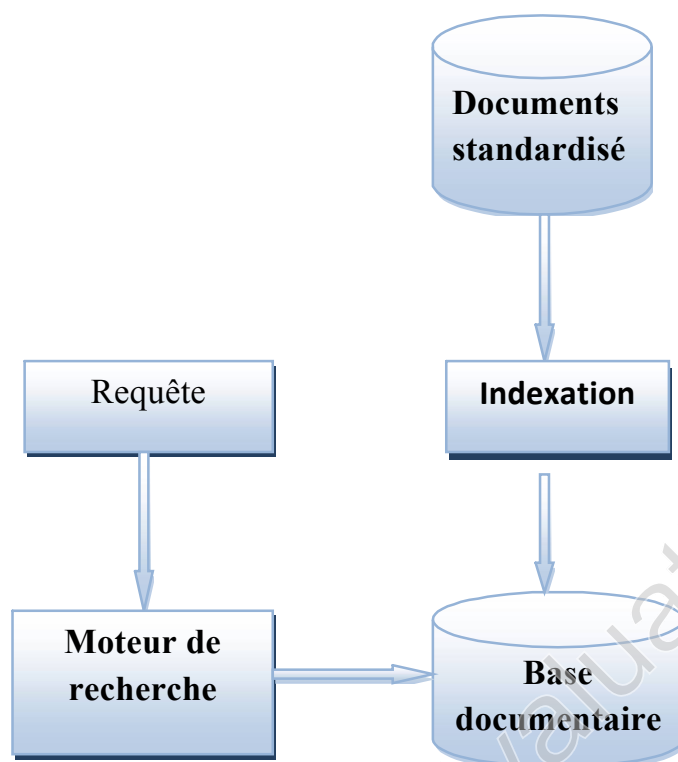 Documents
standardisé
Requête
Indexation
Moteur de
recherche
Base
documentaire